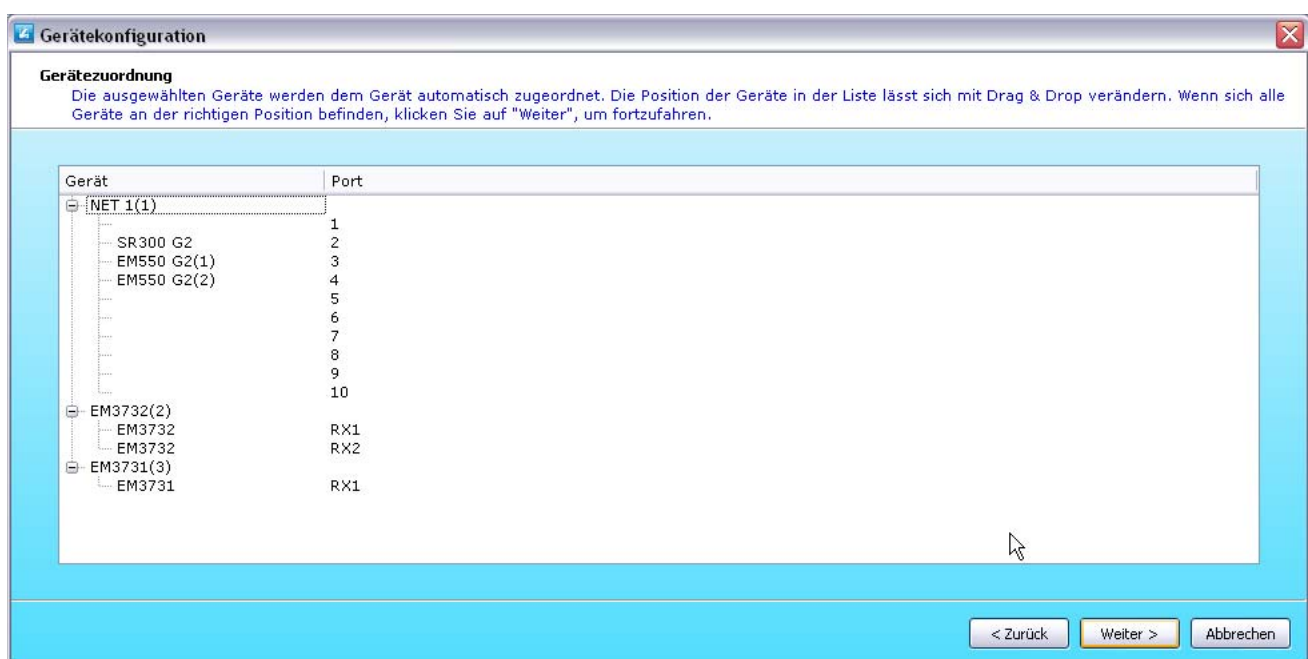 Gerätekonfiguration
Gerätezuordnung
Die ausgewählten Geräte werden dem Gerät automatisch zugeordnet. Die Position der Geräte in der Liste lässt sich mit Drag & Drop verändern. Wenn sich alle
Geräte an der richtigen Position befinden, klicken Sie auf "Weiter", um fortzufahren.
Gerät Port
NET 1(1)
1
SR300 G2 2
EM550 G2(1) 3
EM550 G2(2) 4
5
6
7
8
9
10
EM3732(2)
EM3732 RX1
EM3732 RX2
EM3731(3)
EM3731 RX1
< Zurück Weiter > Abbrechen